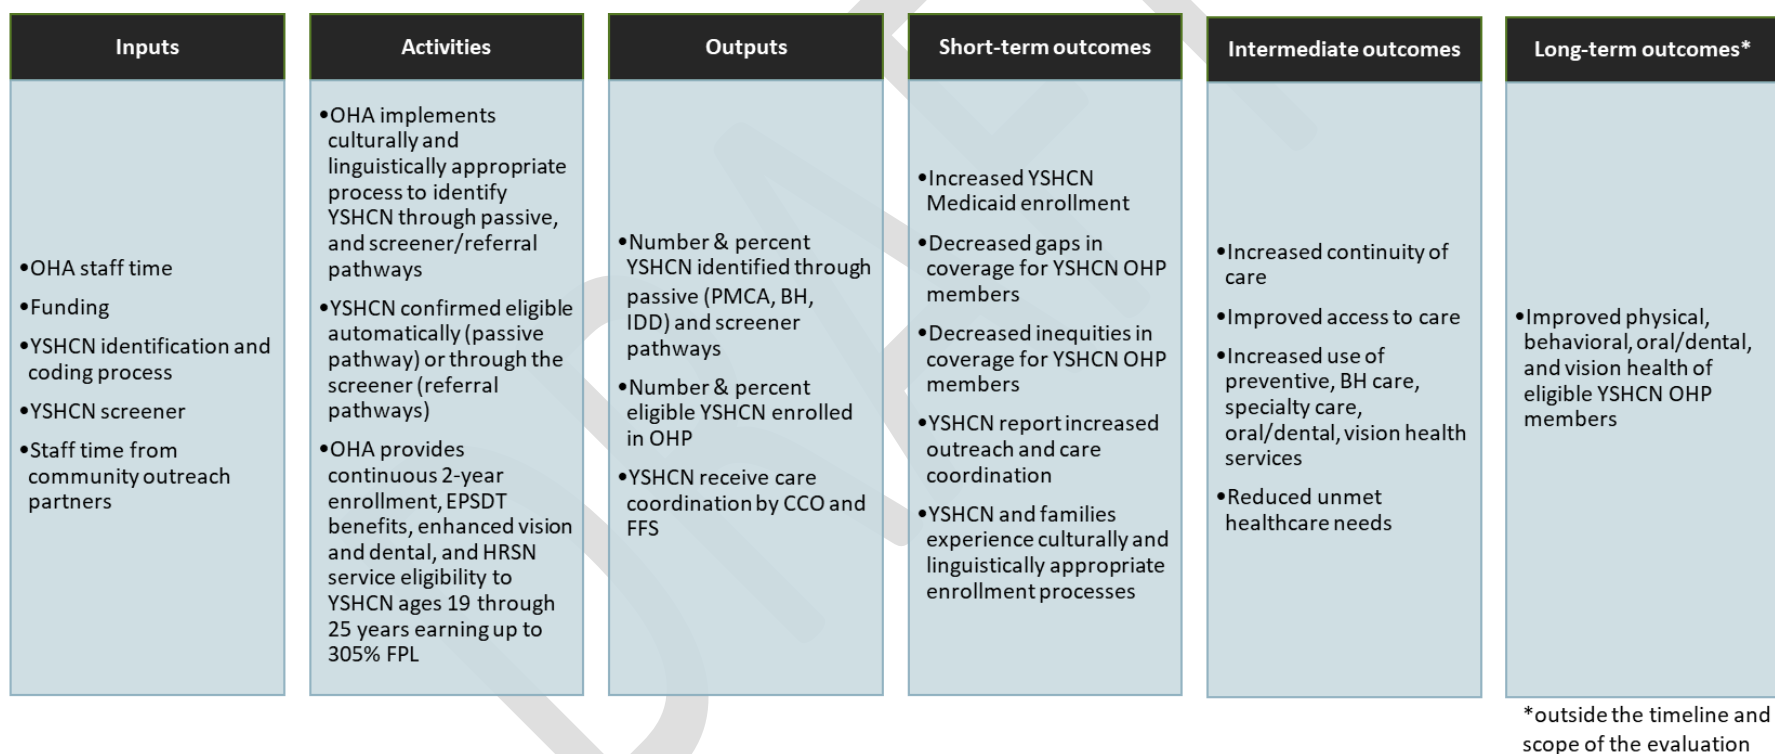 Inputs
•OHA staff time
•Funding
•YSHCN identification and
coding process
•YSHCN screener
•Staff time from
community outreach
partners
Activities
•OHA implements
culturally and
linguistically appropriate
process to identify
YSHCN through passive,
and screener/referral
pathways
•YSHCN confirmed eligible
automatically (passive
pathway) or through the
screener (referral
pathways)
•OHA provides
continuous 2-year
enrollment, EPSDT
benefits, enhanced vision
and dental, and HRSN
service eligibility to
YSHCN ages 19 through
25 years earning up to
305% FPL
Outputs
•Number & percent
YSHCN identified through
passive (PMCA, BH,
IDD) and screener
pathways
•Number & percent
eligible YSHCN enrolled
in OHP
•YSHCN receive care
coordination by CCO and
FFS
Short-term outcomes
•Increased YSHCN
Medicaid enrollment
•Decreased gaps in
coverage for YSHCN OHP
members
•Decreased inequities in
coverage for YSHCN OHP
members
•YSHCN report increased
outreach and care
coordination
•YSHCN and families
experience culturally and
linguistically appropriate
enrollment processes
Intermediate outcomes
•Increased continuity of
care
•Improved access to care
•Increased use of
preventive, BH care,
specialty care,
oral/dental, vision health
services
•Reduced unmet
healthcare needs
Long-term outcomes*
•Improved physical,
behavioral, oral/dental,
and vision health of
eligible YSHCN OHP
members
*outside the timeline and
scope of the evaluation
DRAFT